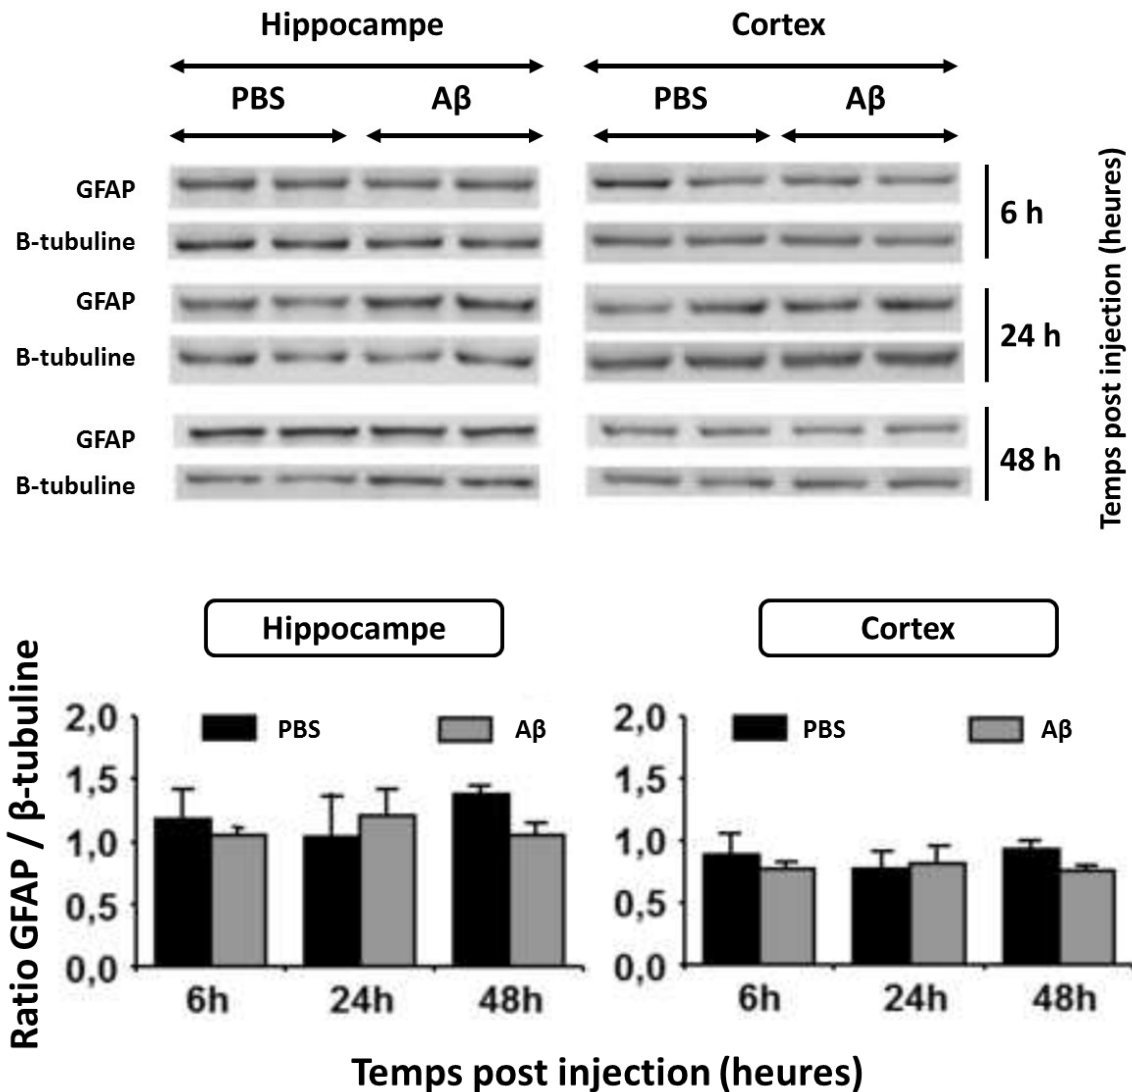 Hippocampe
Cortex
PBS
Aβ
PBS
Aβ
GFAP
B-tubuline
6 h
GFAP
B-tubuline
24 h
GFAP
B-tubuline
48 h
Temps post injection (heures)
Hippocampe
Cortex
Ratio GFAP / β-tubuline
2,0
1,5
1,0
0,5
0,0
PBS
Aβ
6h
24h
48h
2,0
1,5
1,0
0,5
0,0
PBS
Aβ
6h
24h
48h
Temps post injection (heures)